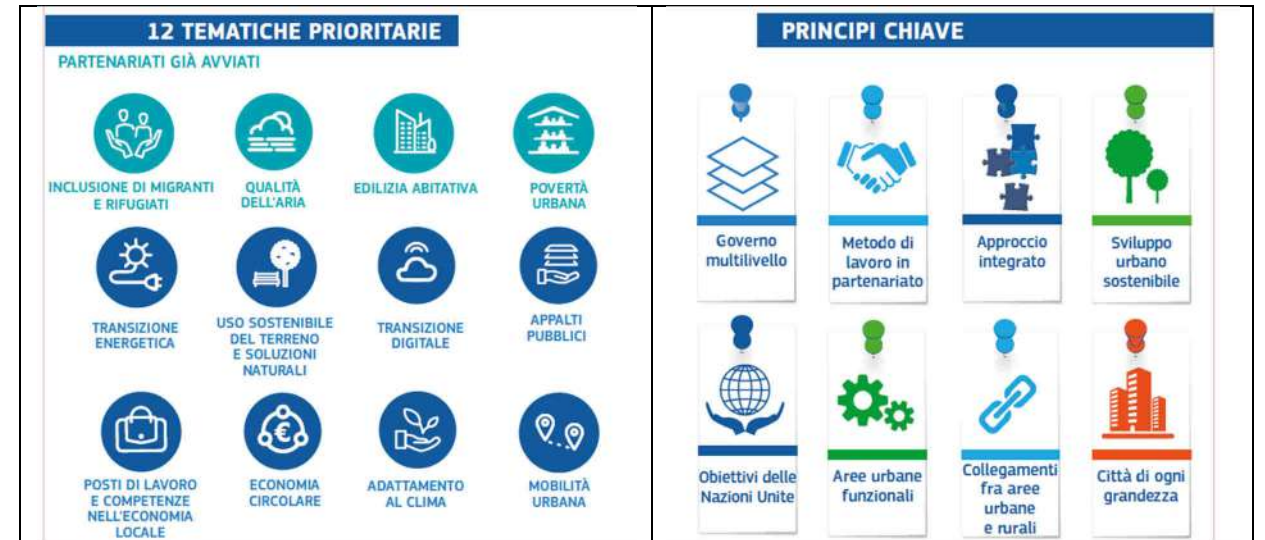 12 TEMATICHE PRIORITARIE
PARTENARIATI GIÀ AVVIATI
INCLUSIONE DI MIGRANTI
E RIFUGIATI
QUALITÀ
DELL'ARIA
EDILIZIA ABITATIVA
POVERTÀ
URBANA
TRANSIZIONE
ENERGETICA
USO SOSTENIBILE
DEL TERRENO
E SOLUZIONI
NATURALI
TRANSIZIONE
DIGITALE
APPALTI
PUBBLICI
POSTI DI LAVORO
E COMPETENZE
NELL'ECONOMIA
LOCALE
€
ECONOMIA
CIRCOLARE
ADATTAMENTO
AL CLIMA
MOBILITÀ
URBANA
PRINCIPI CHIAVE
Governo
multilivello
Metodo di
lavoro in
partenariato
Approccio
integrato
Sviluppo
urbano
sostenibile
Obiettivi delle
Nazioni Unite
Aree urbane
funzionali
Collegamenti
fra aree
urbane
e rurali
Città di ogni
grandezza